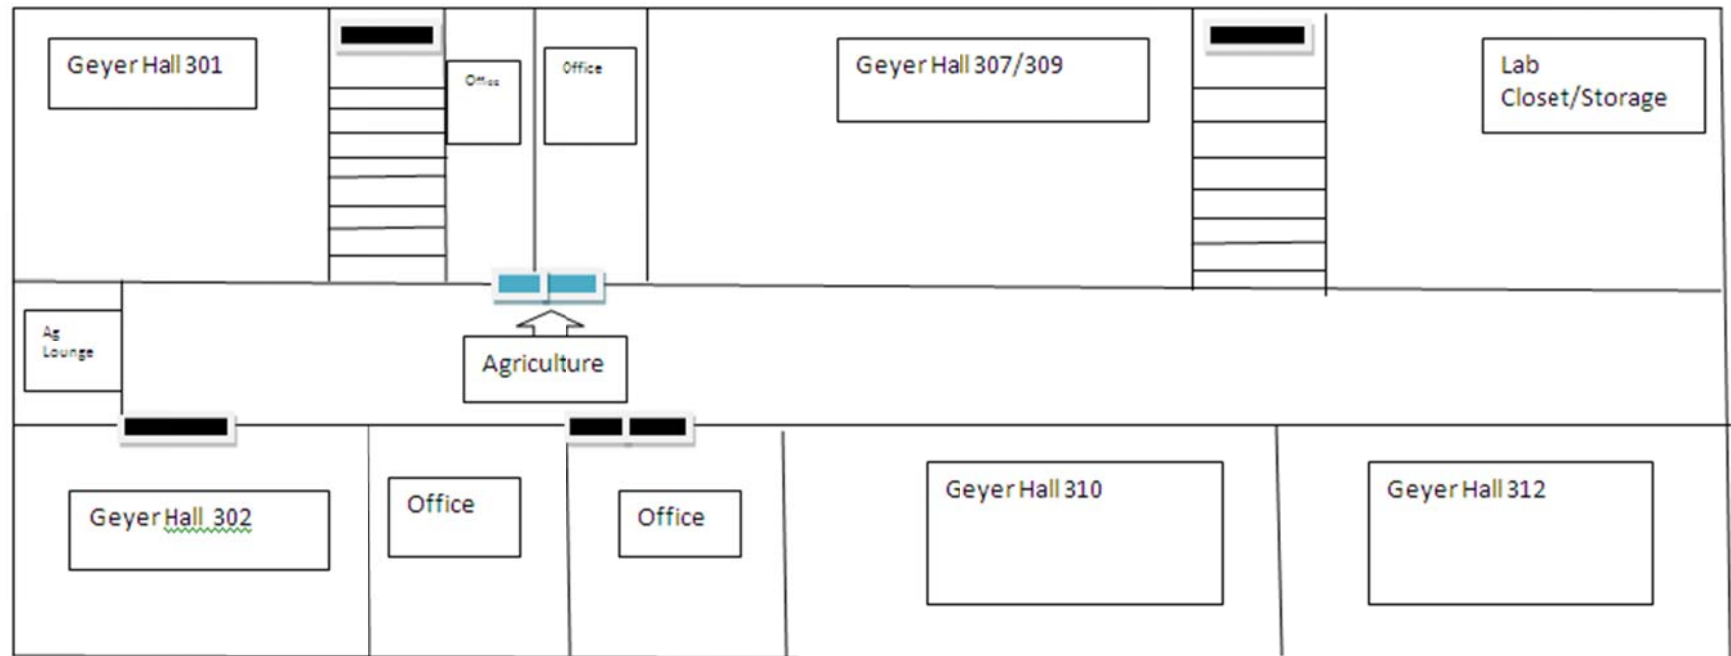 Geyer Hall 301
Office
Office
Geyer Hall 307/309
Lab
Closet/Storage
Ag
Lounge
Agriculture
Geyer Hall 302
Office
Office
Geyer Hall 310
Geyer Hall 312